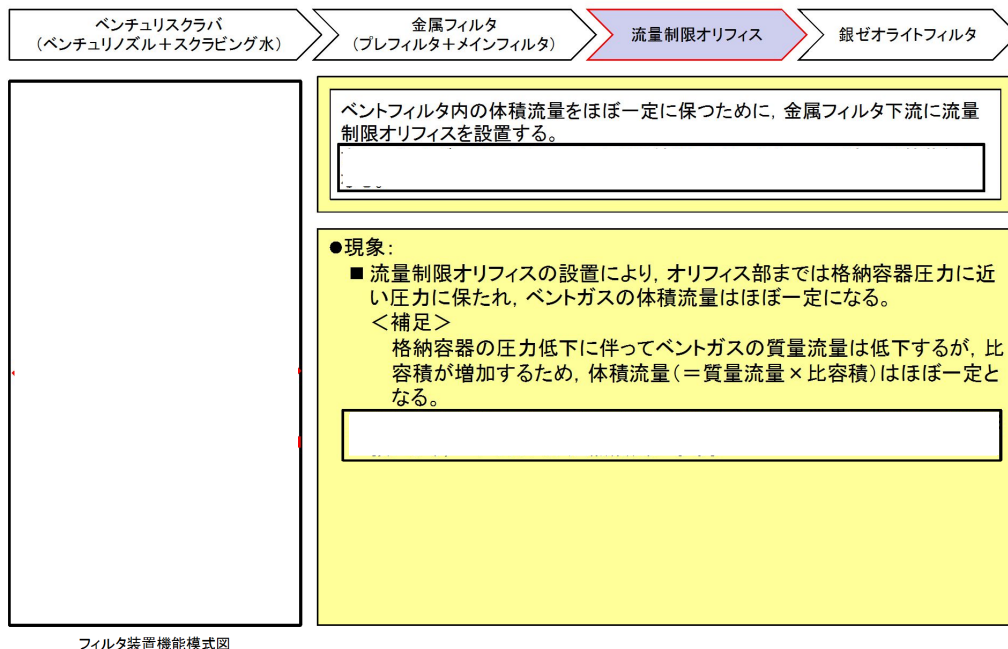 ベンチュリスクラバ
（ベンチュリノズル＋スクラビング水）
金属フィルタ
（プレフィルタ＋メインフィルタ）
流量制限オリフィス
銀ゼオライトフィルタ
ベントフィルタ内の体積流量をほぼ一定に保つために，金属フィルタ下流に流量
制限オリフィスを設置する。
●現象：
■ 流量制限オリフィスの設置により，オリフィス部までは格納容器圧力に近
い圧力に保たれ，ベントガスの体積流量はほぼ一定になる。
＜補足＞
格納容器の圧力低下に伴ってベントガスの質量流量は低下するが，比
容積が増加するため，体積流量（＝質量流量×比容積）はほぼ一定と
なる。
フィルタ装置機能模式図